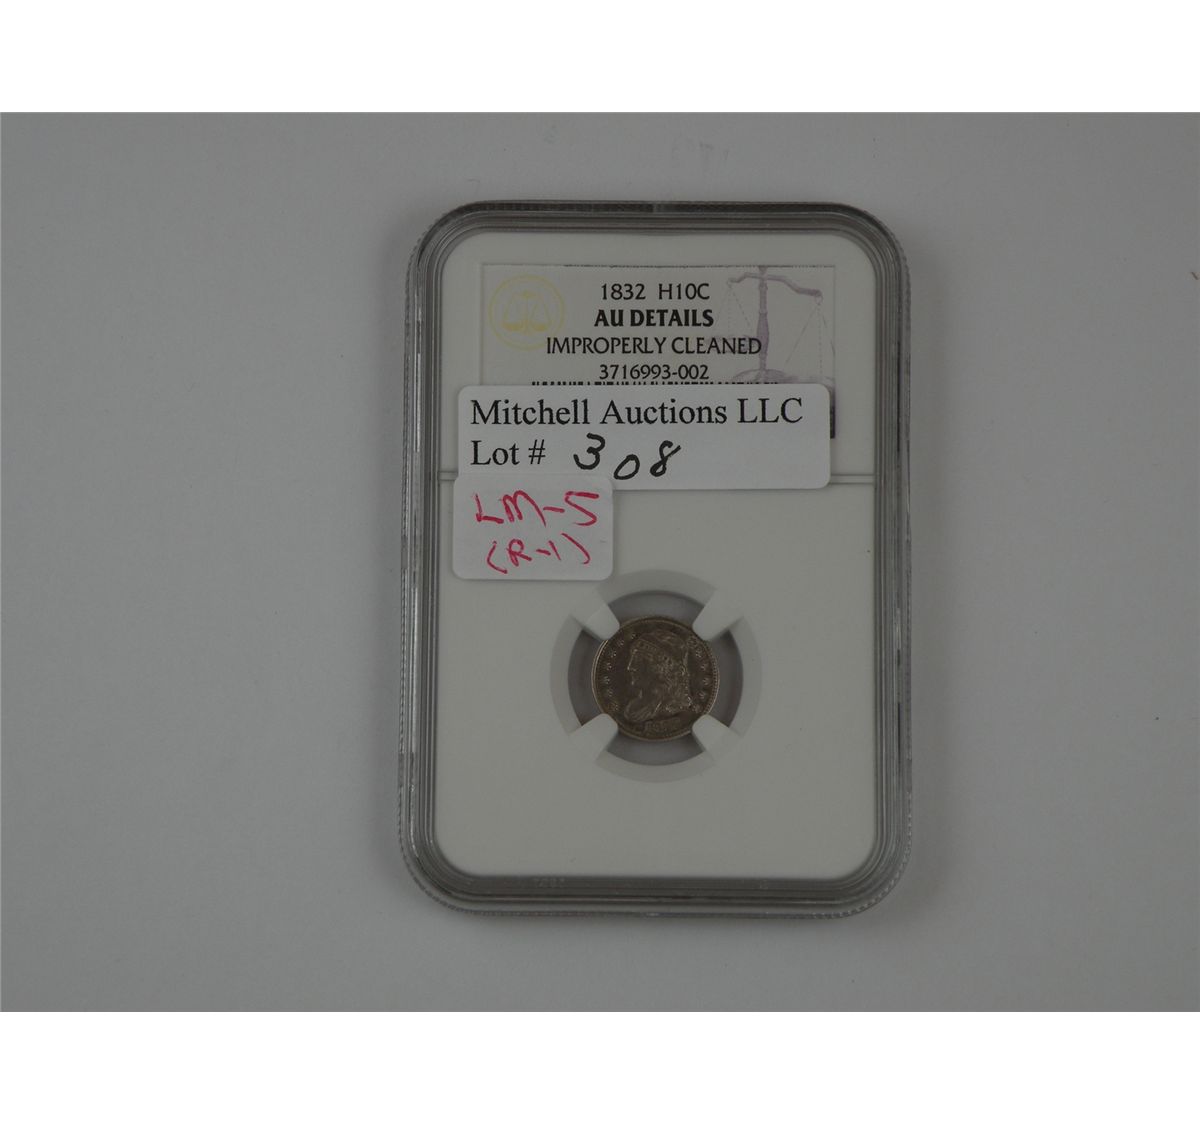 1832 H10C
AU DETAILS
IMPROPERLY CLEANED
3716993-002
Mitchell Auctions LLC
Lot # 308
LM-5
(R-1)